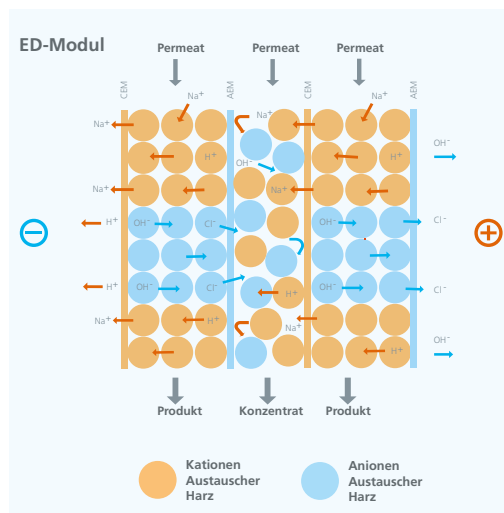 ED-Modul
Permeat
Permeat
Permeat
CEM
AEM
CEM
AEM
Na⁺
Na⁺
Na⁺
Na⁺
OH⁻
H⁺
H⁺
OH⁻
Na⁺
Na⁺
H⁺
OH⁻
Cl⁻
OH⁻
Cl⁻
H⁺
OH⁻
Cl⁻
H⁺
OH⁻
Cl⁻
Na⁺
H⁺
Na⁺
OH⁻
H⁺
Produkt
Konzentrat
Produkt
Kationen
Austauscher
Harz
Anionen
Austauscher
Harz